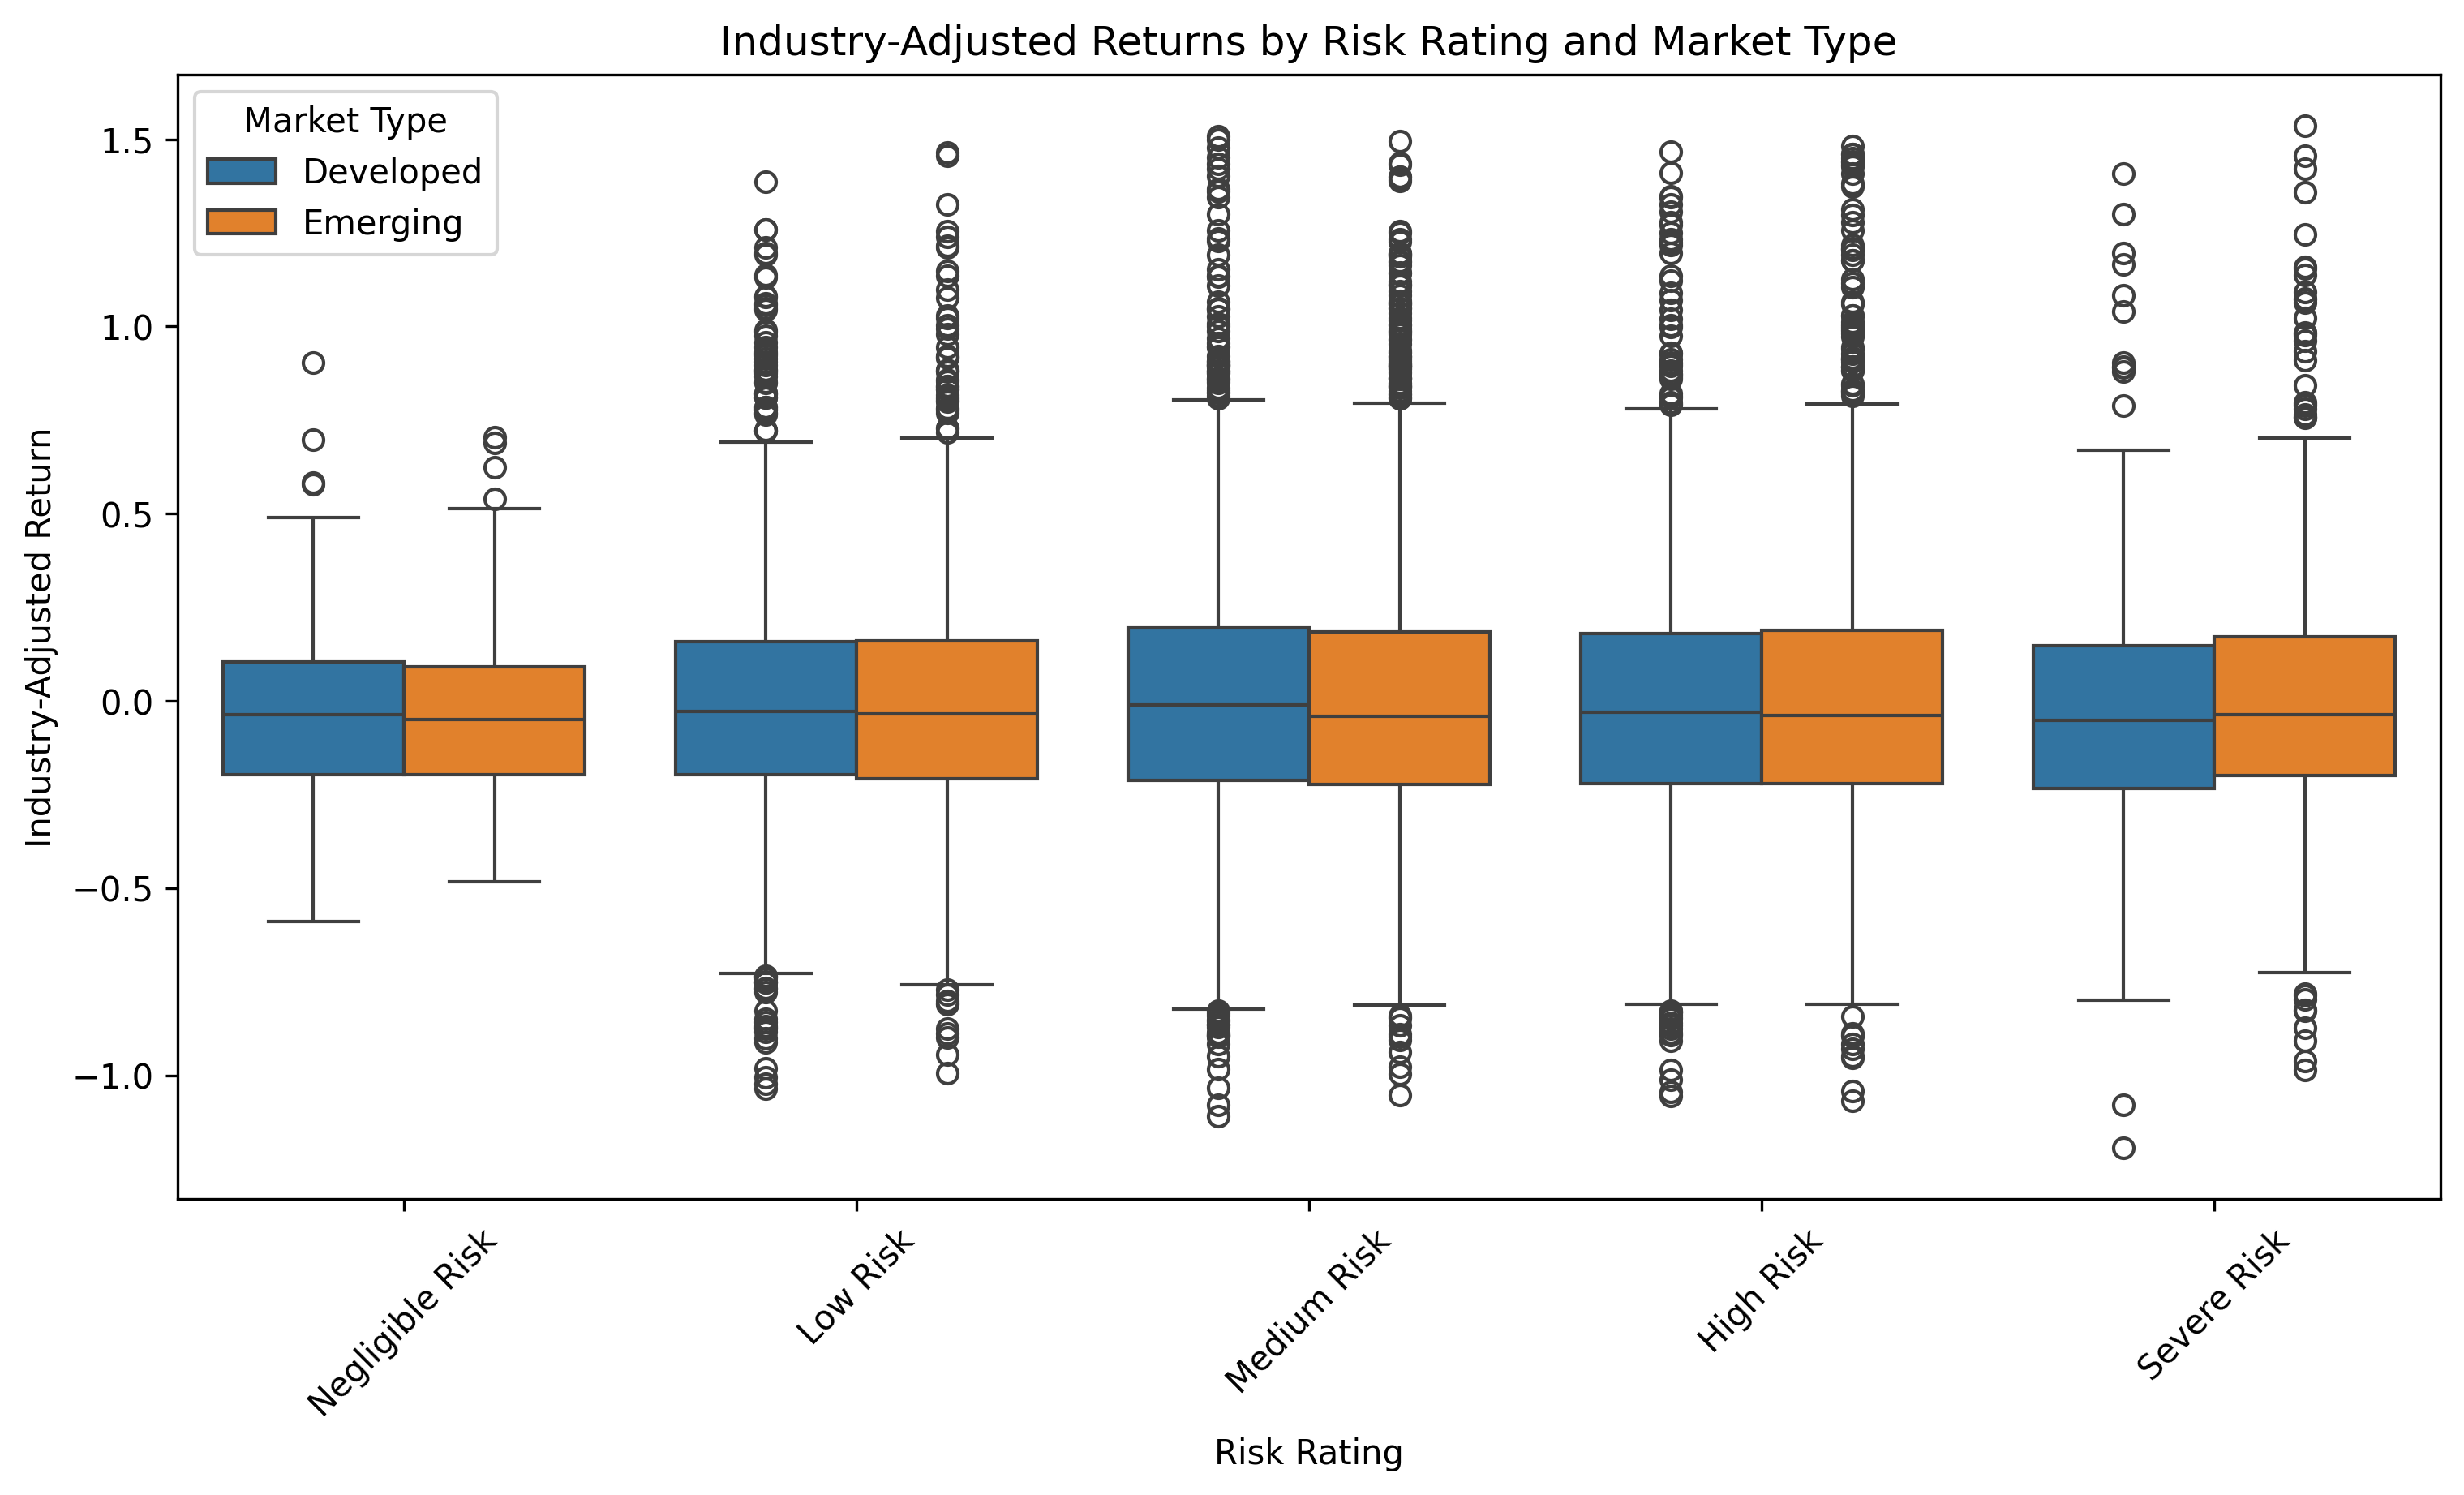 Industry-Adjusted Returns by Risk Rating and Market Type
Market Type
Developed
Emerging
1.5
1.0
0.5
0.0
−0.5
−1.0
Industry-Adjusted Return
Negligible Risk
Low Risk
Medium Risk
High Risk
Severe Risk
Risk Rating